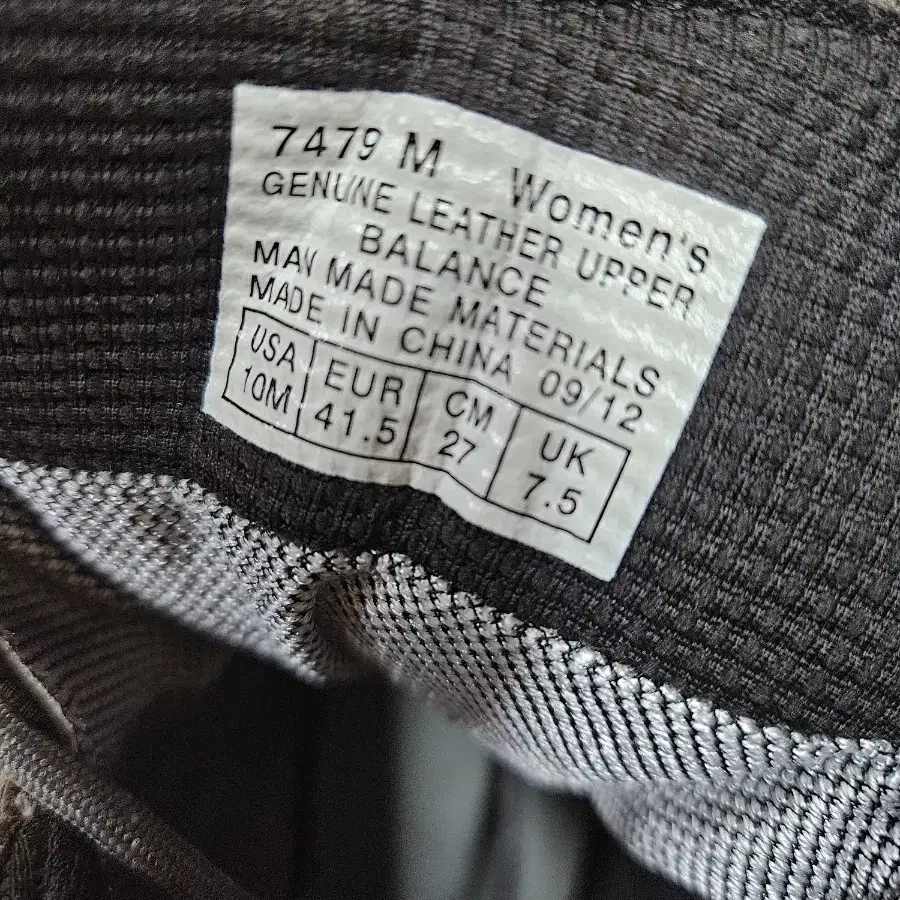 7479 M Women's
GENUINE LEATHER UPPER
BALANCE
MAN MADE MATERIALS
MADE IN CHINA 09/12
USA EUR CM UK
10M 41.5 27 7.5